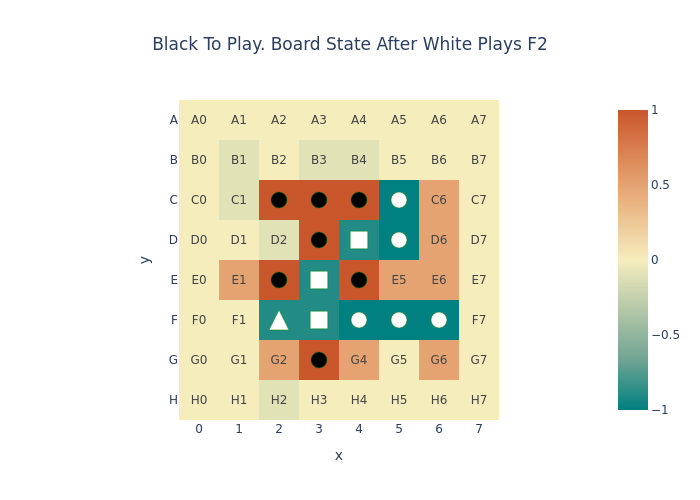 Black To Play. Board State After White Plays F2
A A0 A1 A2 A3 A4 A5 A6 A7
B B0 B1 B2 B3 B4 B5 B6 B7
C C0 C1 C6 C7
D D0 D1 D2 D6 D7
E E0 E1 E5 E6 E7
F F0 F1 F7
G G0 G1 G2 G4 G5 G6 G7
H H0 H1 H2 H3 H4 H5 H6 H7
0 1 2 3 4 5 6 7
x
y
1
0.5
0
−0.5
−1